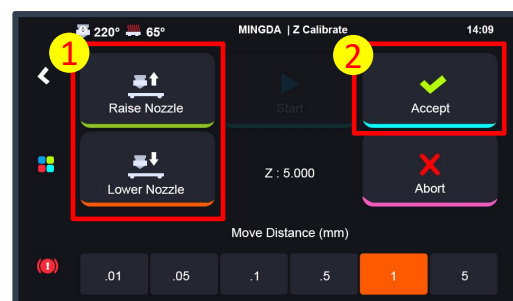 220° 65° MINGDA | Z Calibrate 14:09
1
2
Raise Nozzle Start Accept
Lower Nozzle Z : 5.000 Abort
Move Distance (mm)
.01 .05 .1 .5 1 5